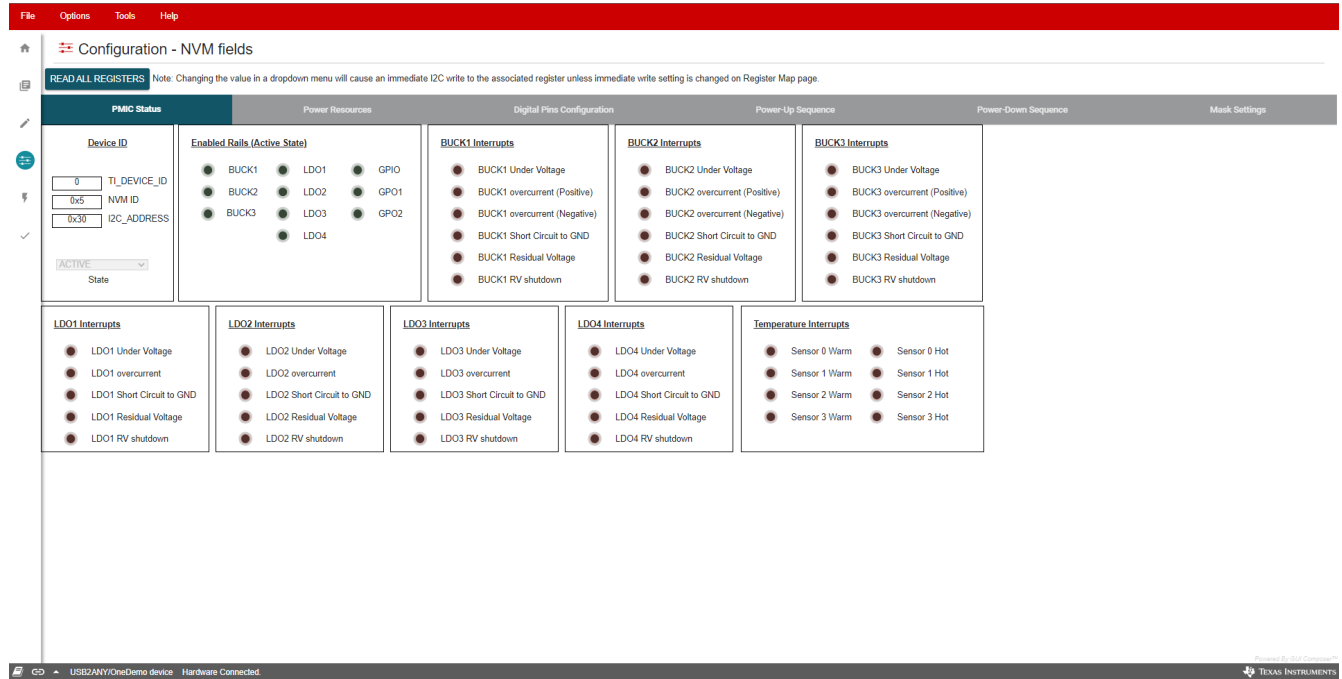 File Options Tools Help
Configuration - NVM fields
READ ALL REGISTERS Note: Changing the value in a dropdown menu will cause an immediate I2C write to the associated register unless immediate write setting is changed on Register Map page.
PMIC Status Power Resources Digital Pins Configuration Power-Up Sequence Power-Down Sequence Mask Settings
Device ID
0 TI_DEVICE_ID
0x5 NVM ID
0x30 I2C_ADDRESS
ACTIVE
State
Enabled Rails (Active State)
BUCK1 LDO1 GPIO
BUCK2 LDO2 GPO1
BUCK3 LDO3 GPO2
LDO4
BUCK1 Interrupts
BUCK1 Under Voltage
BUCK1 overcurrent (Positive)
BUCK1 overcurrent (Negative)
BUCK1 Short Circuit to GND
BUCK1 Residual Voltage
BUCK1 RV shutdown
BUCK2 Interrupts
BUCK2 Under Voltage
BUCK2 overcurrent (Positive)
BUCK2 overcurrent (Negative)
BUCK2 Short Circuit to GND
BUCK2 Residual Voltage
BUCK2 RV shutdown
BUCK3 Interrupts
BUCK3 Under Voltage
BUCK3 overcurrent (Positive)
BUCK3 overcurrent (Negative)
BUCK3 Short Circuit to GND
BUCK3 Residual Voltage
BUCK3 RV shutdown
LDO1 Interrupts
LDO1 Under Voltage
LDO1 overcurrent
LDO1 Short Circuit to GND
LDO1 Residual Voltage
LDO1 RV shutdown
LDO2 Interrupts
LDO2 Under Voltage
LDO2 overcurrent
LDO2 Short Circuit to GND
LDO2 Residual Voltage
LDO2 RV shutdown
LDO3 Interrupts
LDO3 Under Voltage
LDO3 overcurrent
LDO3 Short Circuit to GND
LDO3 Residual Voltage
LDO3 RV shutdown
LDO4 Interrupts
LDO4 Under Voltage
LDO4 overcurrent
LDO4 Short Circuit to GND
LDO4 Residual Voltage
LDO4 RV shutdown
Temperature Interrupts
Sensor 0 Warm Sensor 0 Hot
Sensor 1 Warm Sensor 1 Hot
Sensor 2 Warm Sensor 2 Hot
Sensor 3 Warm Sensor 3 Hot
Powered By GUI Composer™
USB2ANY/OneDemo device Hardware Connected. TEXAS INSTRUMENTS